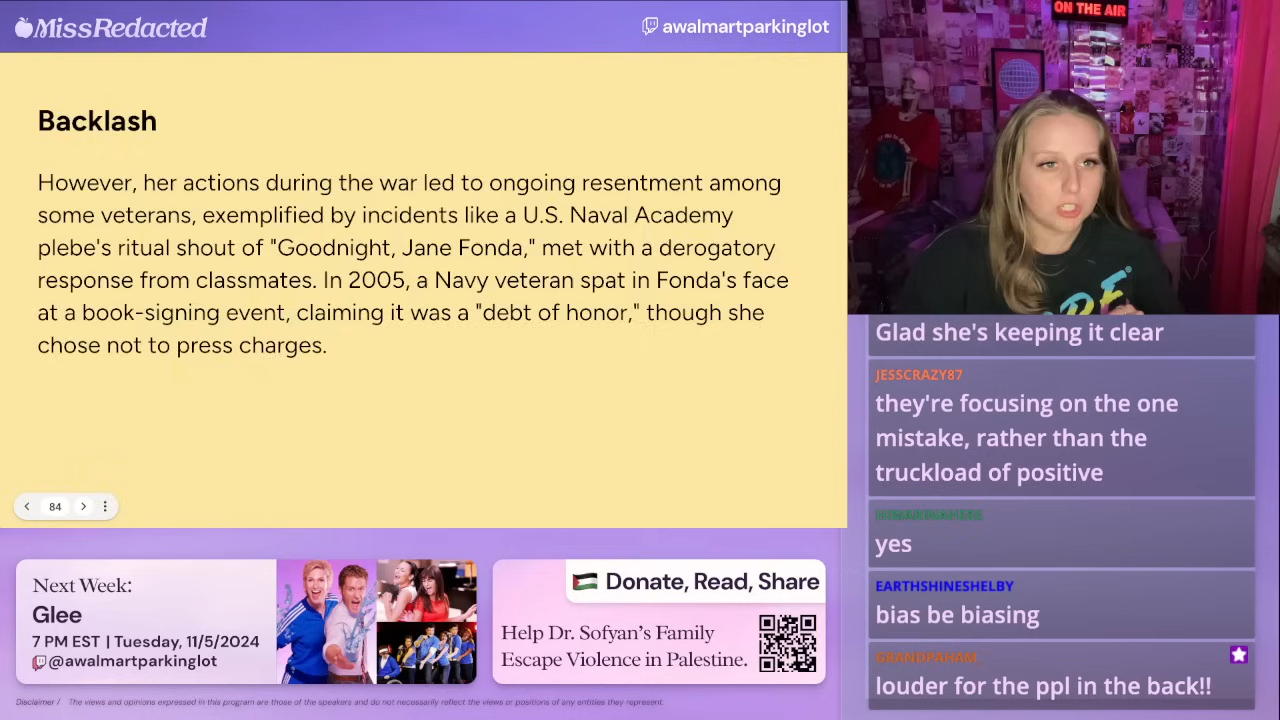 MissRedacted
awalmartparkinglot
ON THE AIR
Backlash
However, her actions during the war led to ongoing resentment among
some veterans, exemplified by incidents like a U.S. Naval Academy
plebe's ritual shout of "Goodnight, Jane Fonda," met with a derogatory
response from classmates. In 2005, a Navy veteran spat in Fonda's face
at a book-signing event, claiming it was a "debt of honor," though she
chose not to press charges.
84
Glad she's keeping it clear
JESSCRAZY87
they're focusing on the one
mistake, rather than the
truckload of positive
yes
EARTHSHINESHELBY
bias be biasing
GRANDPAHAM
louder for the ppl in the back!!
Next Week:
Glee
7 PM EST | Tuesday, 11/5/2024
@awalmartparkinglot
Donate, Read, Share
Help Dr. Sofyan's Family
Escape Violence in Palestine.
Disclaimer / The views and opinions expressed in this program are those of the speakers and do not necessarily reflect the views or positions of any entities they represent.